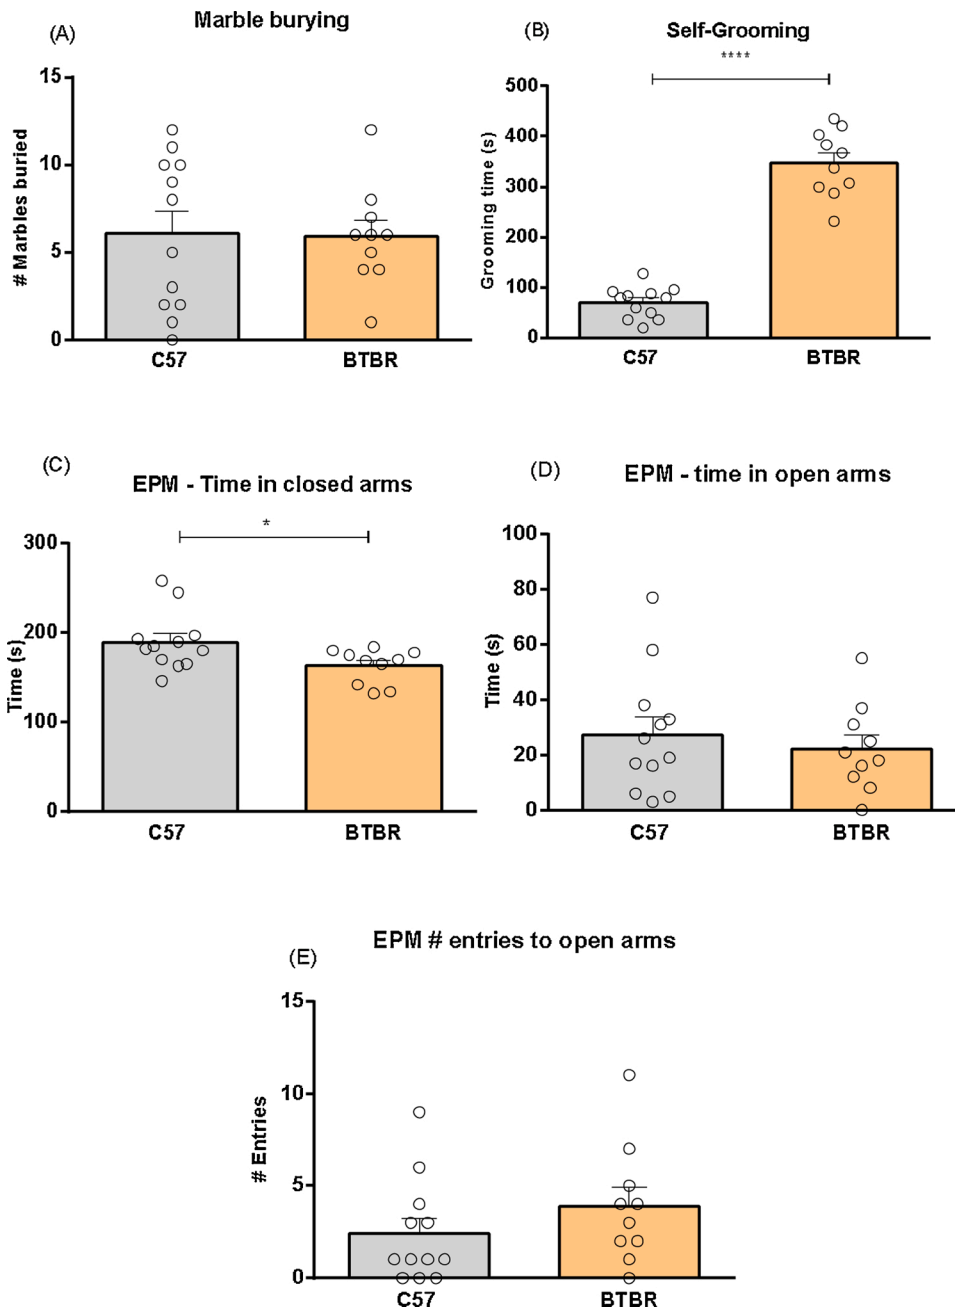 (A)
Marble burying
# Marbles buried
15
10
5
0
C57
BTBR
(B)
Self-Grooming
****
Grooming time (s)
500
400
300
200
100
0
C57
BTBR
(C)
EPM - Time in closed arms
*
Time (s)
300
200
100
0
C57
BTBR
(D)
EPM - time in open arms
Time (s)
100
80
60
40
20
0
C57
BTBR
(E)
EPM # entries to open arms
# Entries
15
10
5
0
C57
BTBR